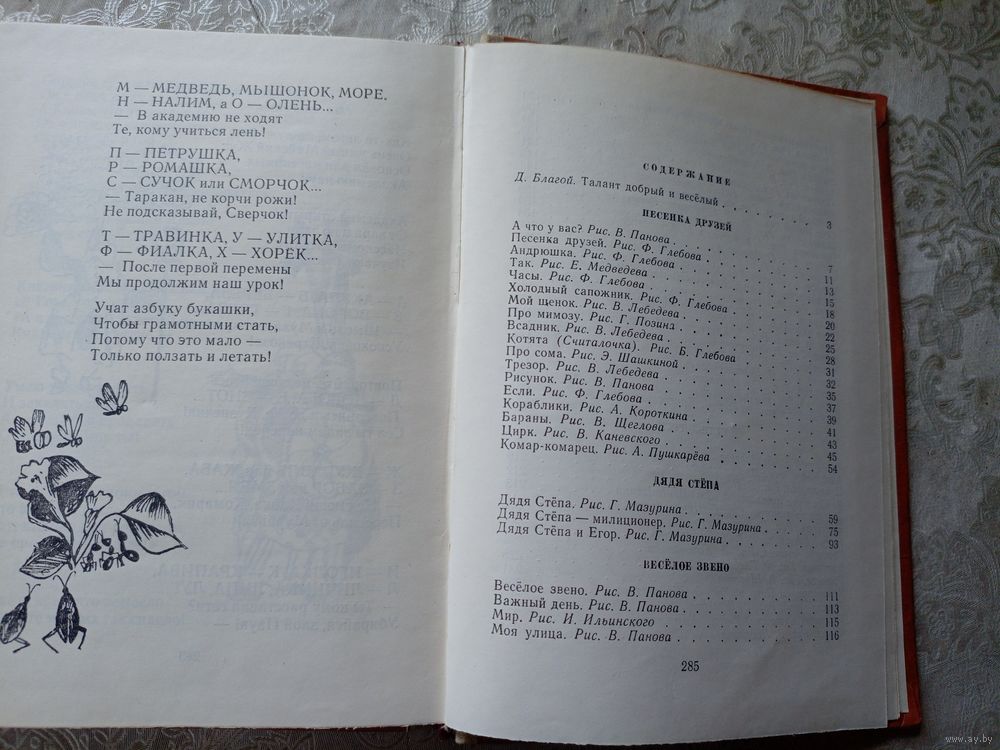 М — МЕДВЕДЬ, МЫШОНОК, МОРЕ.
Н — НАЛИМ, а О — ОЛЕНЬ...
— В академию не ходят
Те, кому учиться лень!
П — ПЕТРУШКА,
Р — РОМАШКА,
С — СУЧОК или СМОРЧОК...
— Таракан, не корчи рожи!
Не подсказывай, Сверчок!
Т — ТРАВИНКА, У — УЛИТКА,
Ф — ФИАЛКА, Х — ХОРЕК...
— После первой перемены
Мы продолжим наш урок!
Учат азбуку букашки,
Чтобы грамотными стать,
Потому что это мало —
Только ползать и летать!
СОДЕРЖАНИЕ
Д. Благой. Талант добрый и весёлый . . . . . 3
ПЕСЕНКА ДРУЗЕЙ
А что у вас? Рис. В. Панова . . . . . 7
Песенка друзей. Рис. Ф. Глебова . . . . . 11
Андрюшка. Рис. Ф. Глебова . . . . . 13
Так. Рис. Е. Медведева . . . . . 15
Часы. Рис. Ф. Глебова . . . . . 18
Холодный сапожник. Рис. Ф. Глебова . . . . . 20
Мой щенок. Рис. В. Лебедева . . . . . 22
Про мимозу. Рис. Г. Позина . . . . . 25
Всадник. Рис. В. Лебедева . . . . . 28
Котята (Считалочка). Рис. Б. Глебова . . . . . 31
Про сома. Рис. Э. Шашкиной . . . . . 32
Трезор. Рис. В. Лебедева . . . . . 35
Рисунок. Рис. В. Панова . . . . . 37
Если. Рис. Ф. Глебова . . . . . 39
Кораблики. Рис. А. Короткина . . . . . 41
Бараны. Рис. В. Щеглова . . . . . 43
Цирк. Рис. В. Каневского . . . . . 45
Комар-комарец. Рис. А. Пушкарёва . . . . . 54
ДЯДЯ СТЁПА
Дядя Стёпа. Рис. Г. Мазурина . . . . . 59
Дядя Стёпа — милиционер. Рис. Г. Мазурина . . . . . 75
Дядя Стёпа и Егор. Рис. Г. Мазурина . . . . . 93
ВЕСЁЛОЕ ЗВЕНО
Весёлое звено. Рис. В. Панова . . . . . 111
Важный день. Рис. В. Панова . . . . . 113
Мир. Рис. И. Ильинского . . . . . 115
Моя улица. Рис. В. Панова . . . . . 116
285
www.ay.by